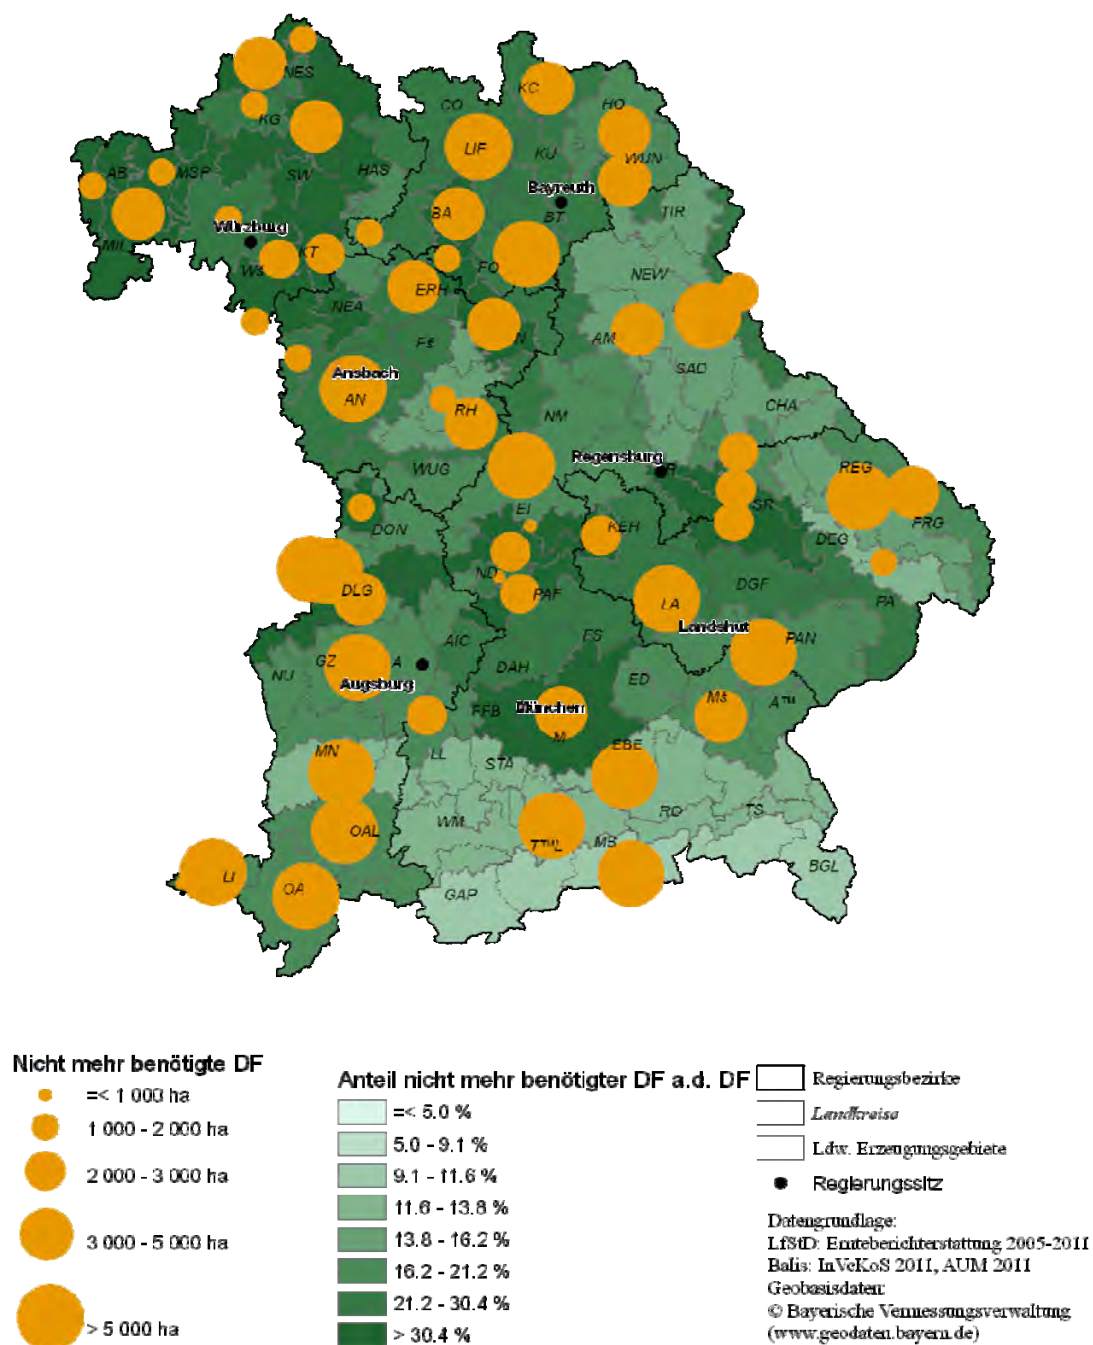 NES
KC
CO
HO
KG
LIF
KU
WUN
AB
MSP
SW
HAS
Bayreuth
BA
BT
TIR
Würzburg
MIL
KT
FO
NEW
ERH
NEA
N
AM
Ansbach
SAD
AN
RH
NM
CHA
WUG
Regensburg
R
REG
EI
KEH
SR
FRG
DON
DEG
ND
DLG
PAF
DGF
LA
PA
FS
Landshut
PAN
AIC
GZ
A
DAH
NU
Augsburg
ED
FFB
München
M
EBE
MN
LL
STA
RO
TS
WM
OAL
MB
LI
OA
GAP
BGL
Nicht mehr benötigte DF
=< 1 000 ha
1 000 - 2 000 ha
2 000 - 3 000 ha
3 000 - 5 000 ha
> 5 000 ha
Anteil nicht mehr benötigter DF a.d. DF
=< 5.0 %
5.0 - 9.1 %
9.1 - 11.6 %
11.6 - 13.8 %
13.8 - 16.2 %
16.2 - 21.2 %
21.2 - 30.4 %
> 30.4 %
Regierungsbezirke
Landkreise
Ldw. Erzeugungsgebiete
Regierungssitz
Datengrundlage:
LfStD: Ernteberichterstattung 2005-2011
Balis: InVeKoS 2011, AUM 2011
Geobasisdaten:
© Bayerische Vermessungsverwaltung
(www.geodaten.bayern.de)